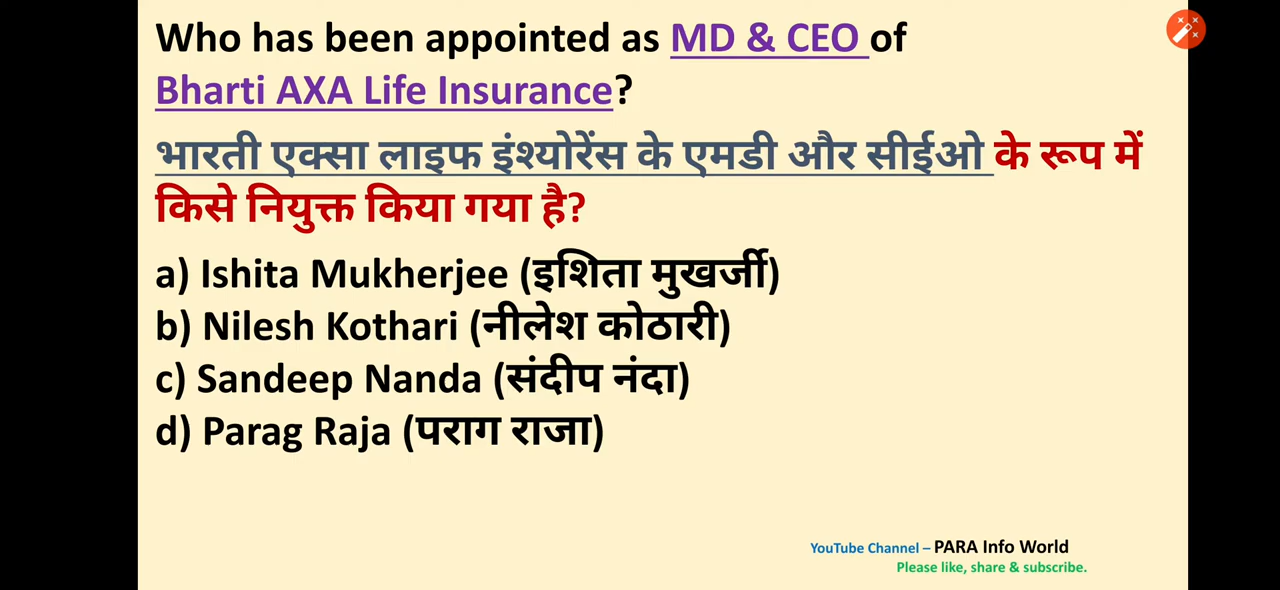 Who has been appointed as MD & CEO of
Bharti AXA Life Insurance?
भारती एक्सा लाइफ इंश्योरेंस के एमडी और सीईओ के रूप में
किसे नियुक्त किया गया है?
a) Ishita Mukherjee (इशिता मुखर्जी)
b) Nilesh Kothari (नीलेश कोठारी)
c) Sandeep Nanda (संदीप नंदा)
d) Parag Raja (पराग राजा)
YouTube Channel – PARA Info World
Please like, share & subscribe.